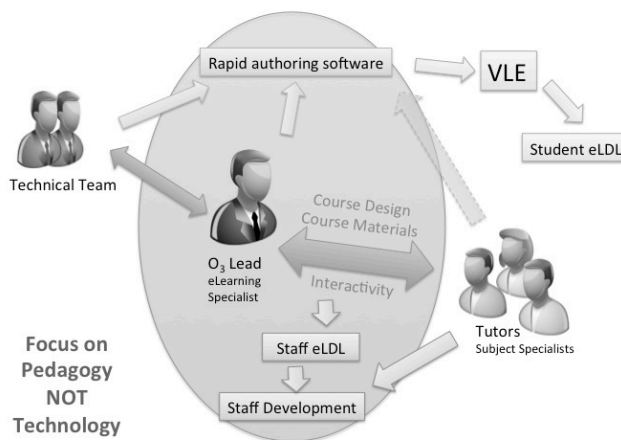 Rapid authoring software
VLE
Student eLDL
Technical Team
Course Design
Course Materials
O₃ Lead
eLearning
Specialist
Interactivity
Tutors
Subject Specialists
Staff eLDL
Staff Development
Focus on
Pedagogy
NOT
Technology